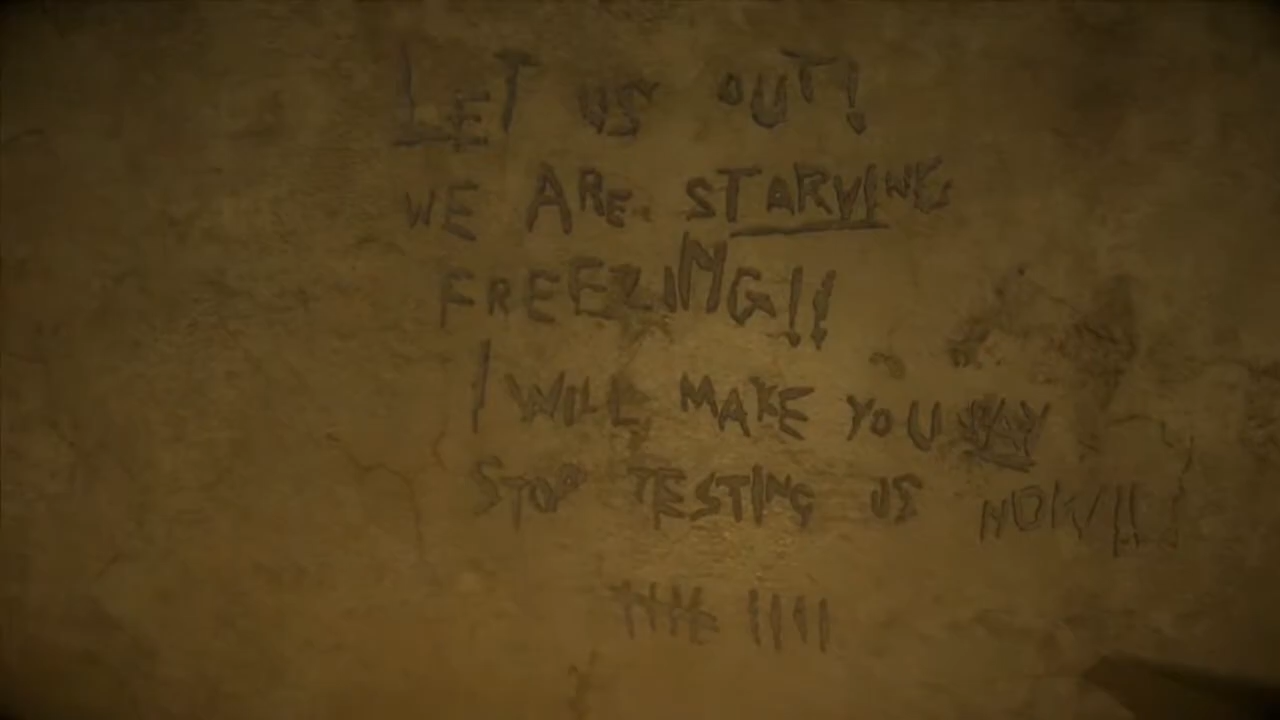 LET US OUT!
WE ARE STARVING
FREEZING!!
I WILL MAKE YOU PAY
STOP TESTING US NOW!!!